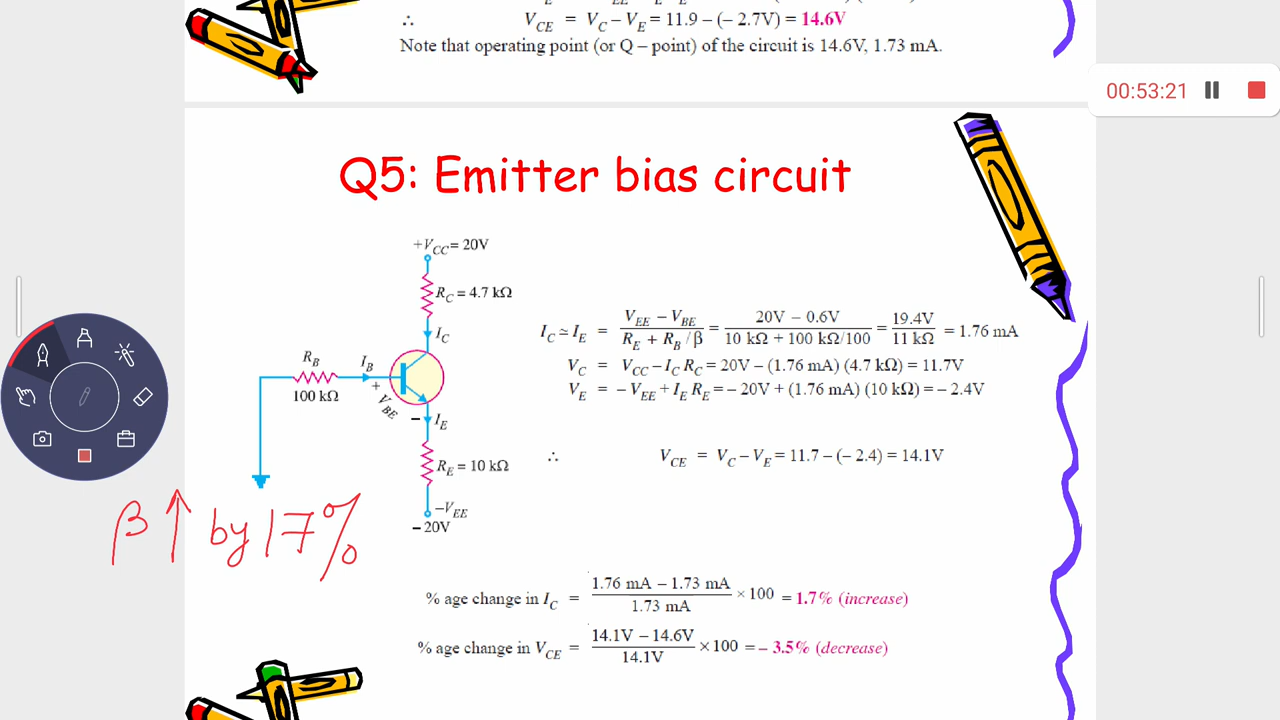 ∴ V_CE = V_C – V_E = 11.9 – (– 2.7V) = 14.6V
Note that operating point (or Q – point) of the circuit is 14.6V, 1.73 mA.
00:53:21
Q5: Emitter bias circuit
+V_CC = 20V
R_C = 4.7 kΩ
I_C
R_B
100 kΩ
I_B
+ V_BE –
I_E
R_E = 10 kΩ
–V_EE
– 20V
I_C ≃ I_E = (V_EE – V_BE) / (R_E + R_B/β) = (20V – 0.6V) / (10 kΩ + 100 kΩ/100) = 19.4V / 11 kΩ = 1.76 mA
V_C = V_CC – I_C R_C = 20V – (1.76 mA) (4.7 kΩ) = 11.7V
V_E = – V_EE + I_E R_E = – 20V + (1.76 mA) (10 kΩ) = – 2.4V
∴ V_CE = V_C – V_E = 11.7 – (– 2.4) = 14.1V
β ↑ by 17%
% age change in I_C = (1.76 mA – 1.73 mA) / 1.73 mA × 100 = 1.7% (increase)
% age change in V_CE = (14.1V – 14.6V) / 14.1V × 100 = – 3.5% (decrease)